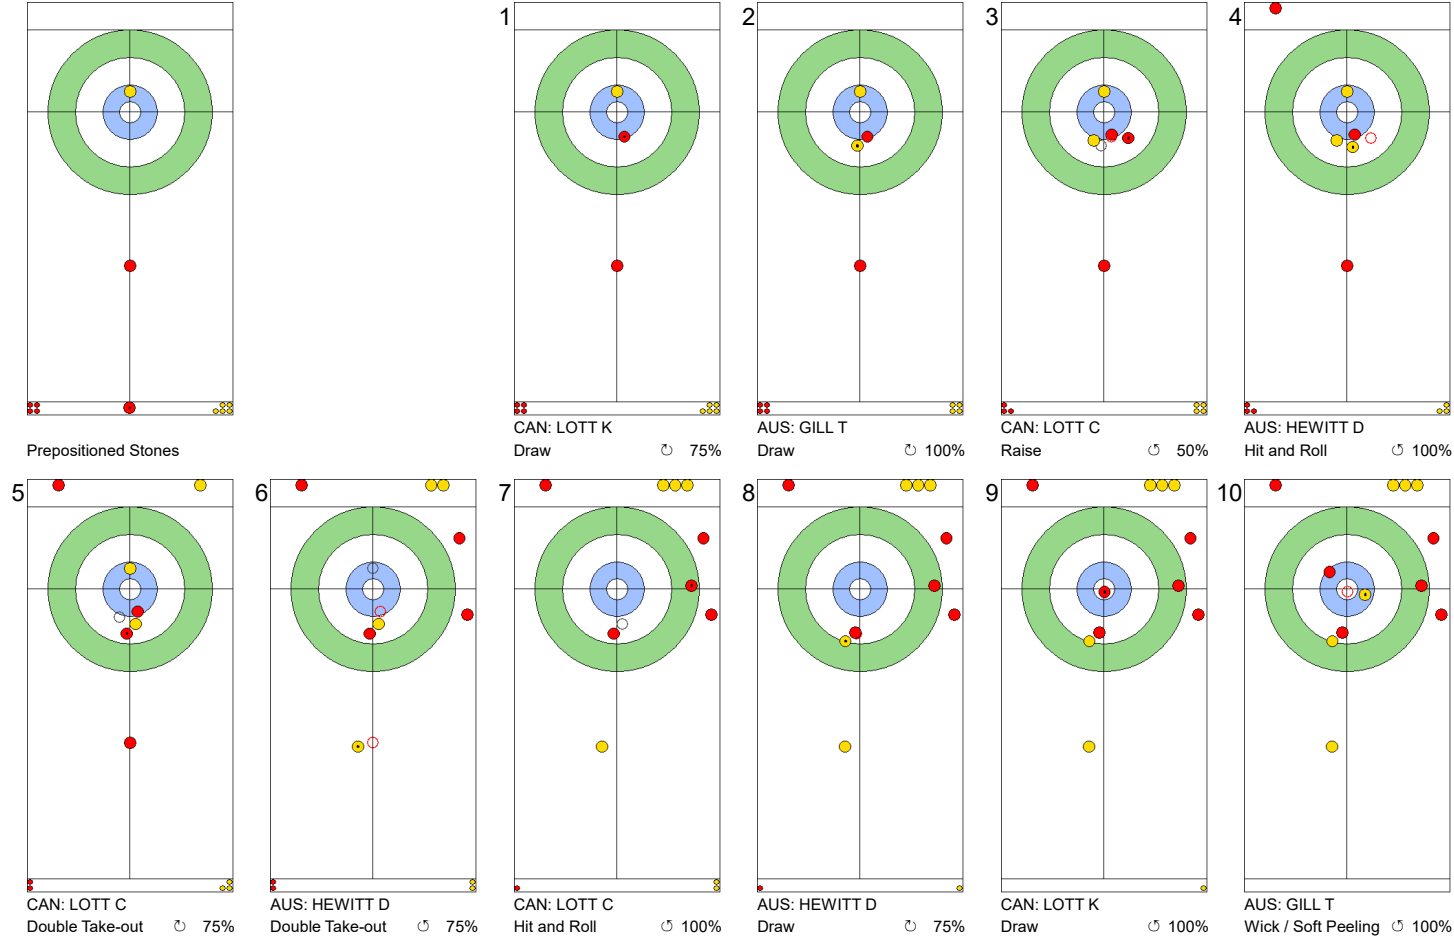 1
2
3
4
Prepositioned Stones
CAN: LOTT K
Draw ↻ 75%
AUS: GILL T
Draw ↻ 100%
CAN: LOTT C
Raise ↺ 50%
AUS: HEWITT D
Hit and Roll ↺ 100%
5
6
7
8
9
10
CAN: LOTT C
Double Take-out ↻ 75%
AUS: HEWITT D
Double Take-out ↺ 75%
CAN: LOTT C
Hit and Roll ↺ 100%
AUS: HEWITT D
Draw ↺ 75%
CAN: LOTT K
Draw ↺ 100%
AUS: GILL T
Wick / Soft Peeling ↺ 100%